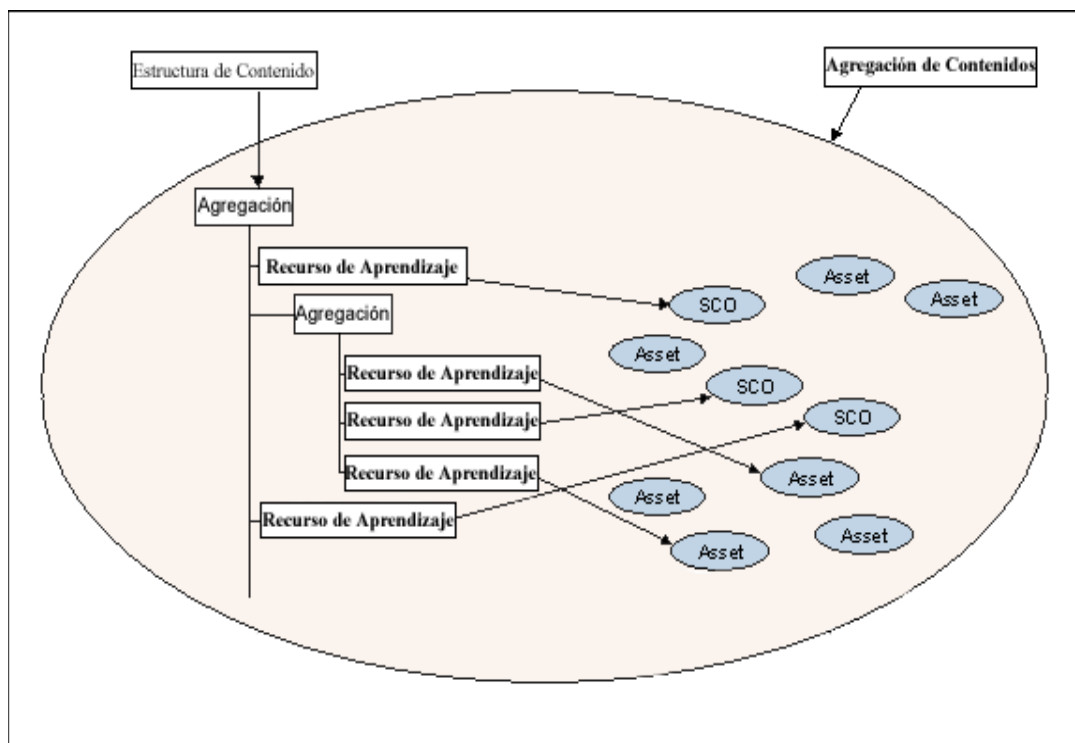 Estructura de Contenido
Agregación de Contenidos
Agregación
Recurso de Aprendizaje
Asset
Asset
SCO
Agregación
Asset
Recurso de Aprendizaje
SCO
Recurso de Aprendizaje
SCO
Recurso de Aprendizaje
Asset
Asset
Recurso de Aprendizaje
Asset
Asset